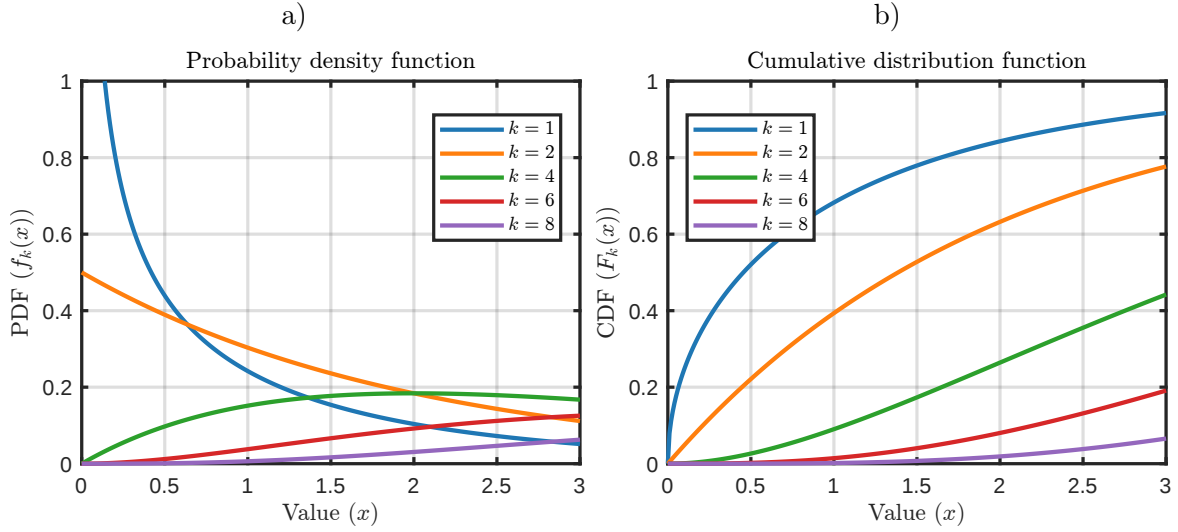 a)
Probability density function
PDF (f_k(x))
1
0.8
0.6
0.4
0.2
0
0 0.5 1 1.5 2 2.5 3
Value (x)
k = 1
k = 2
k = 4
k = 6
k = 8
b)
Cumulative distribution function
CDF (F_k(x))
1
0.8
0.6
0.4
0.2
0
0 0.5 1 1.5 2 2.5 3
Value (x)
k = 1
k = 2
k = 4
k = 6
k = 8